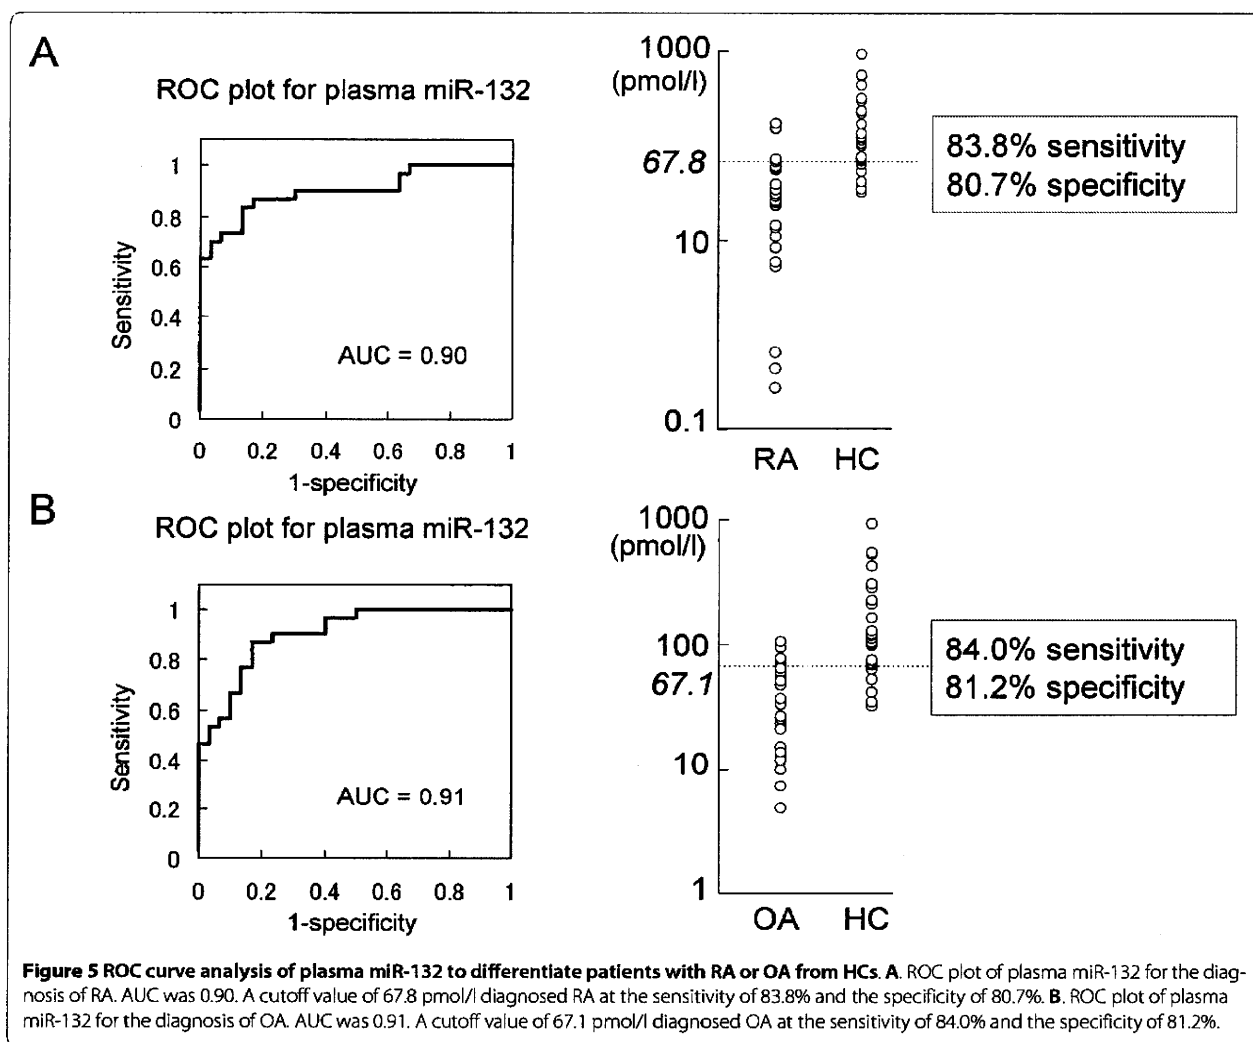 A
ROC plot for plasma miR-132
1
0.8
0.6
0.4
0.2
0
Sensitivity
AUC = 0.90
0 0.2 0.4 0.6 0.8 1
1-specificity
1000
(pmol/l)
67.8
10
0.1
RA HC
83.8% sensitivity
80.7% specificity
B
ROC plot for plasma miR-132
1
0.8
0.6
0.4
0.2
0
Sensitivity
AUC = 0.91
0 0.2 0.4 0.6 0.8 1
1-specificity
1000
(pmol/l)
100
67.1
10
1
OA HC
84.0% sensitivity
81.2% specificity
Figure 5 ROC curve analysis of plasma miR-132 to differentiate patients with RA or OA from HCs. A. ROC plot of plasma miR-132 for the diag-
nosis of RA. AUC was 0.90. A cutoff value of 67.8 pmol/l diagnosed RA at the sensitivity of 83.8% and the specificity of 80.7%. B. ROC plot of plasma
miR-132 for the diagnosis of OA. AUC was 0.91. A cutoff value of 67.1 pmol/l diagnosed OA at the sensitivity of 84.0% and the specificity of 81.2%.